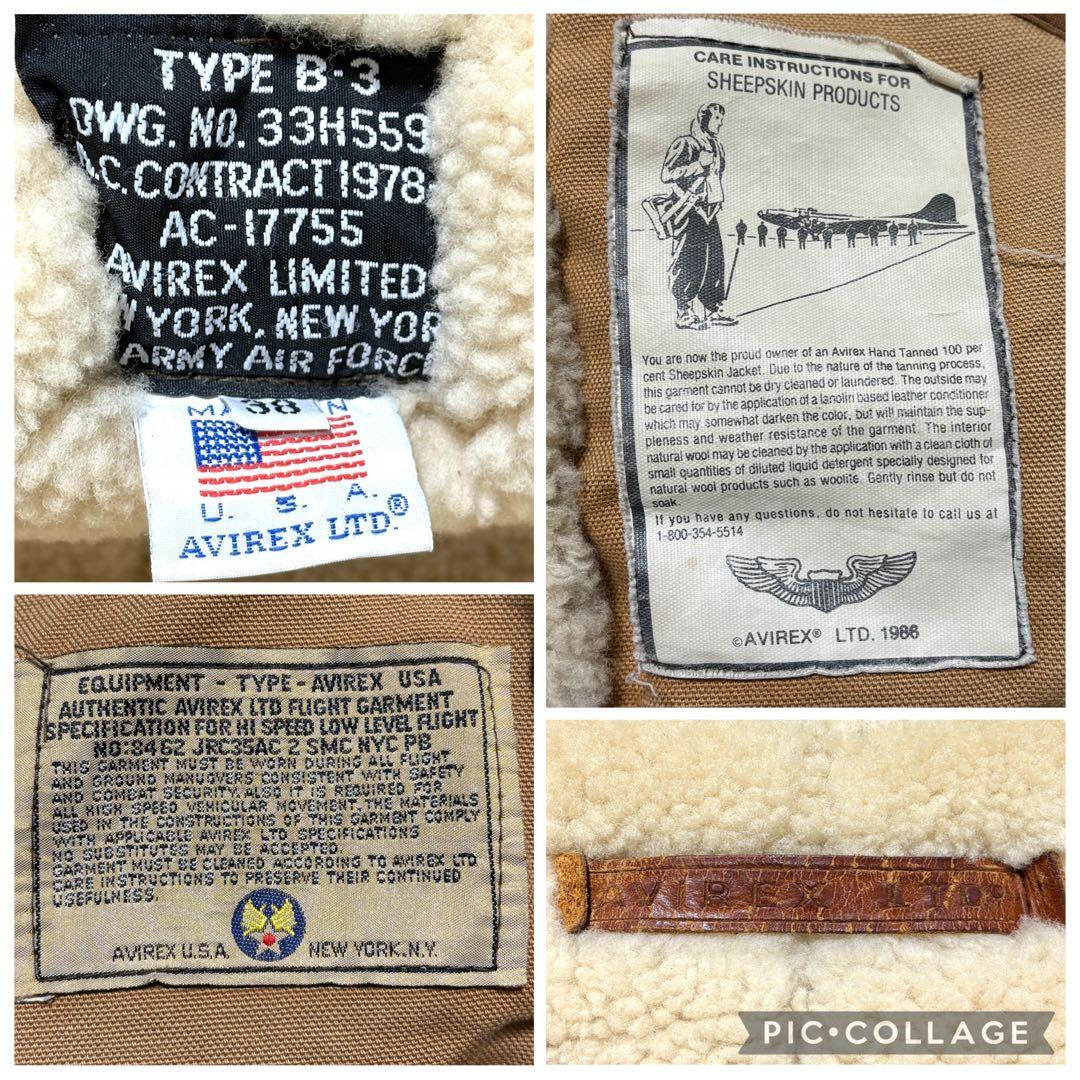 TYPE B-3
DWG. NO. 33H559
.C. CONTRACT 1978
AC-17755
AVIREX LIMITED
YORK, NEW YOR
ARMY AIR FORC
38
U. S. A.
AVIREX LTD.®
CARE INSTRUCTIONS FOR
SHEEPSKIN PRODUCTS
You are now the proud owner of an Avirex Hand Tanned 100 per
cent Sheepskin Jacket. Due to the nature of the tanning process,
this garment cannot be dry cleaned or laundered. The outside may
be cared for by the application of a lanolin based leather conditioner
which may somewhat darken the color, but will maintain the sup-
pleness and weather resistance of the garment. The interior
natural wool may be cleaned by the application with a clean cloth of
small quantities of diluted liquid detergent specially designed for
natural wool products such as woolite. Gently rinse but do not
soak.
If you have any questions, do not hesitate to call us at
1-800-354-5514
©AVIREX® LTD. 1986
EQUIPMENT - TYPE - AVIREX USA
AUTHENTIC AVIREX LTD FLIGHT GARMENT
SPECIFICATION FOR HI SPEED LOW LEVEL FLIGHT
NO:8462 JRC35AC 2 SMC NYC PB
THIS GARMENT MUST BE WORN DURING ALL FLIGHT
AND GROUND MANUOVERS CONSISTENT WITH SAFETY
AND COMBAT SECURITY. ALSO IT IS REQUIRED FOR
ALL HIGH SPEED VEHICULAR MOVEMENT. THE MATERIALS
USED IN THE CONSTRUCTIONS OF THIS GARMENT COMPLY
WITH APPLICABLE AVIREX LTD SPECIFICATIONS
NO SUBSTITUTES MAY BE ACCEPTED.
GARMENT MUST BE CLEANED ACCORDING TO AVIREX LTD
CARE INSTRUCTIONS TO PRESERVE THEIR CONTINUED
USEFULNESS.
AVIREX U.S.A. NEW YORK.N.Y.
AVIREX LTD
PIC•COLLAGE